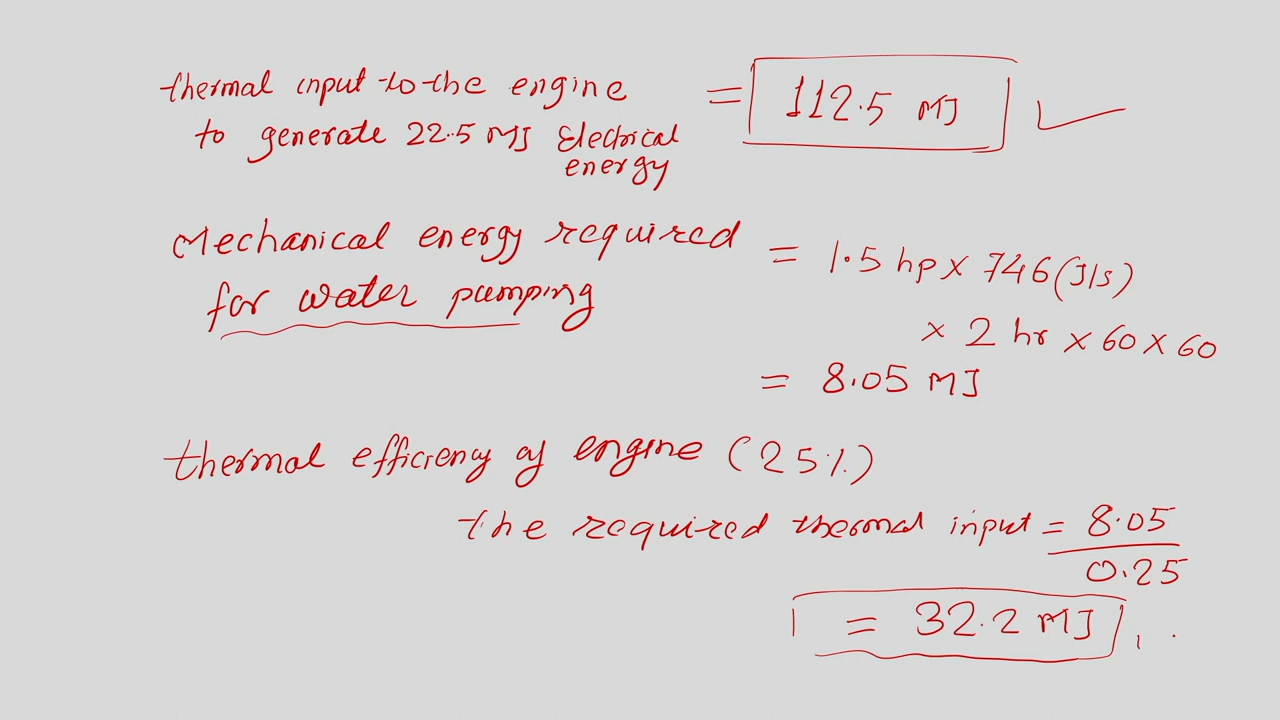 thermal input to the engine = 112.5 MJ
to generate 22.5 MJ Electrical
energy
Mechanical energy required = 1.5 hp x 746 (J/s)
for water pumping
x 2 hr x 60 x 60
= 8.05 MJ
thermal efficiency of engine (25%)
the required thermal input = 8.05
0.25
= 32.2 MJ